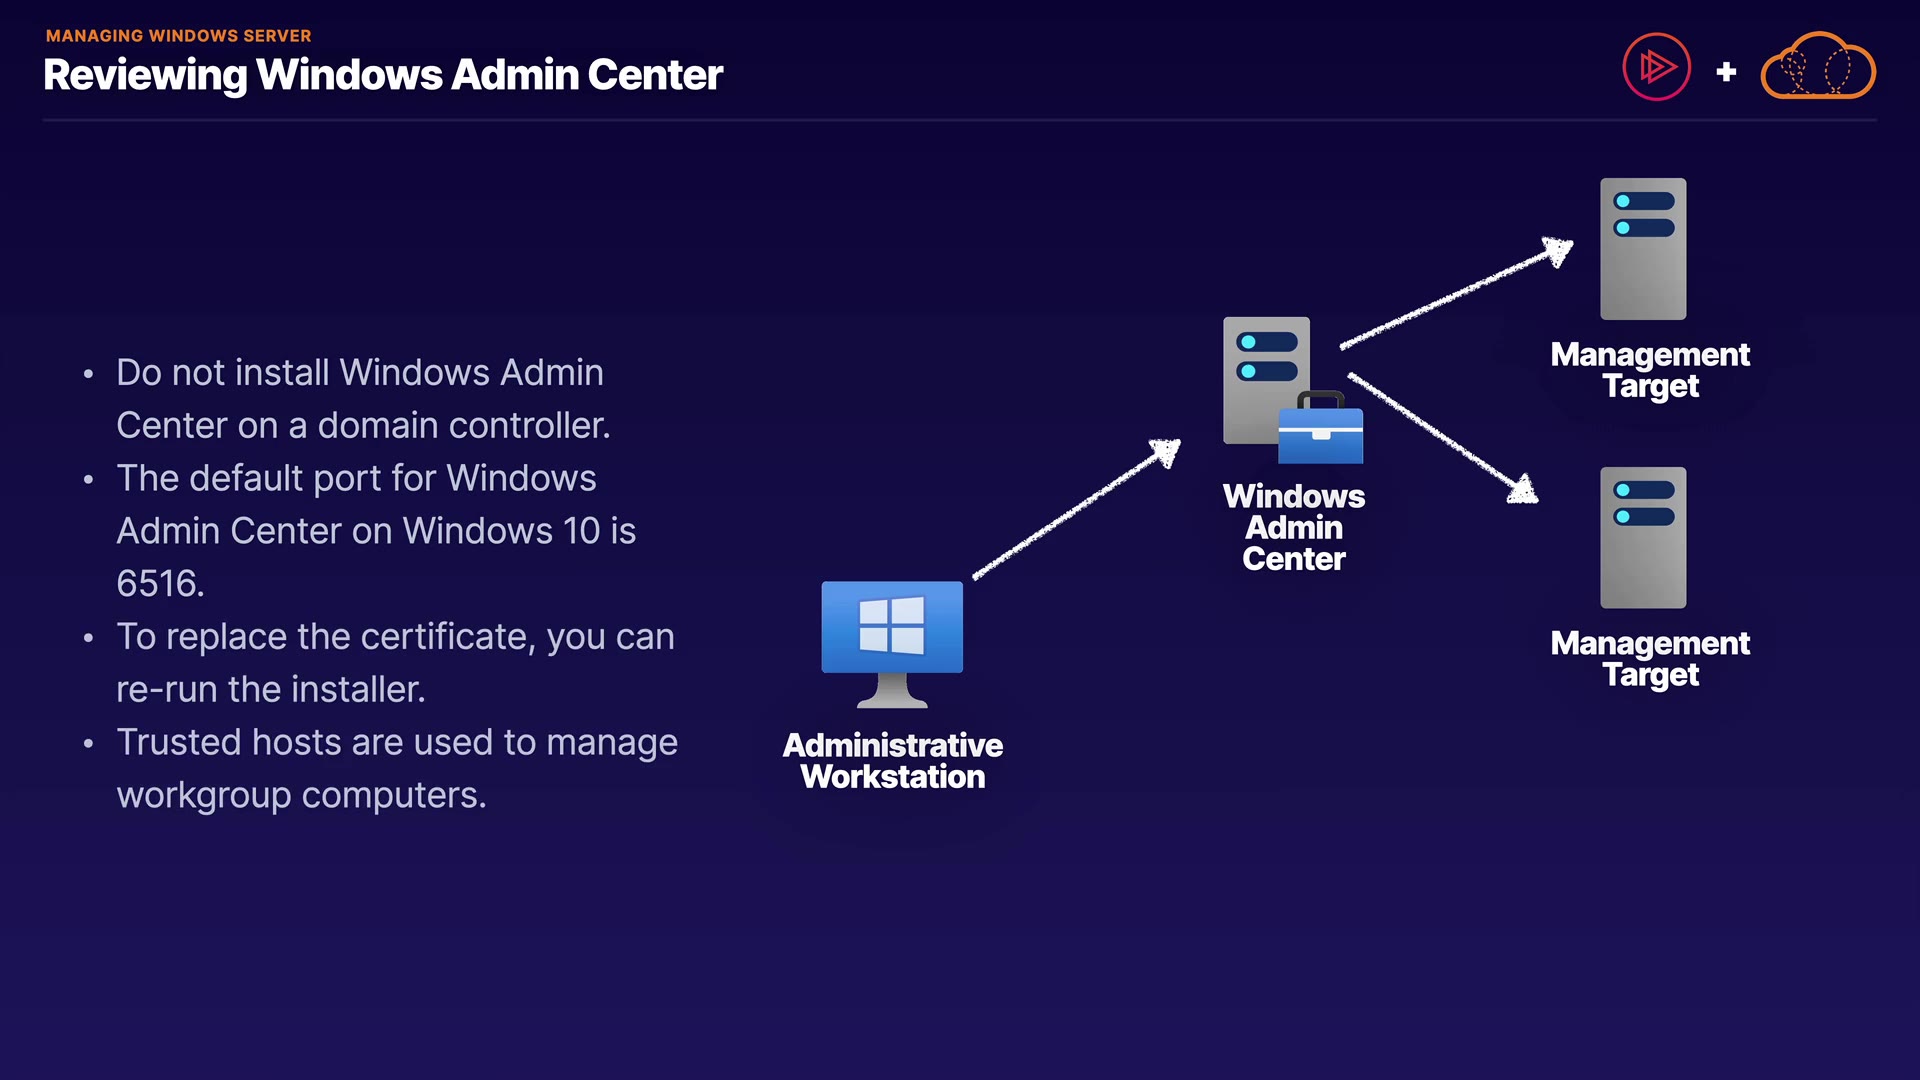 MANAGING WINDOWS SERVER
Reviewing Windows Admin Center
+
• Do not install Windows Admin
Center on a domain controller.
• The default port for Windows
Admin Center on Windows 10 is
6516.
• To replace the certificate, you can
re-run the installer.
• Trusted hosts are used to manage
workgroup computers.
Administrative
Workstation
Windows
Admin
Center
Management
Target
Management
Target